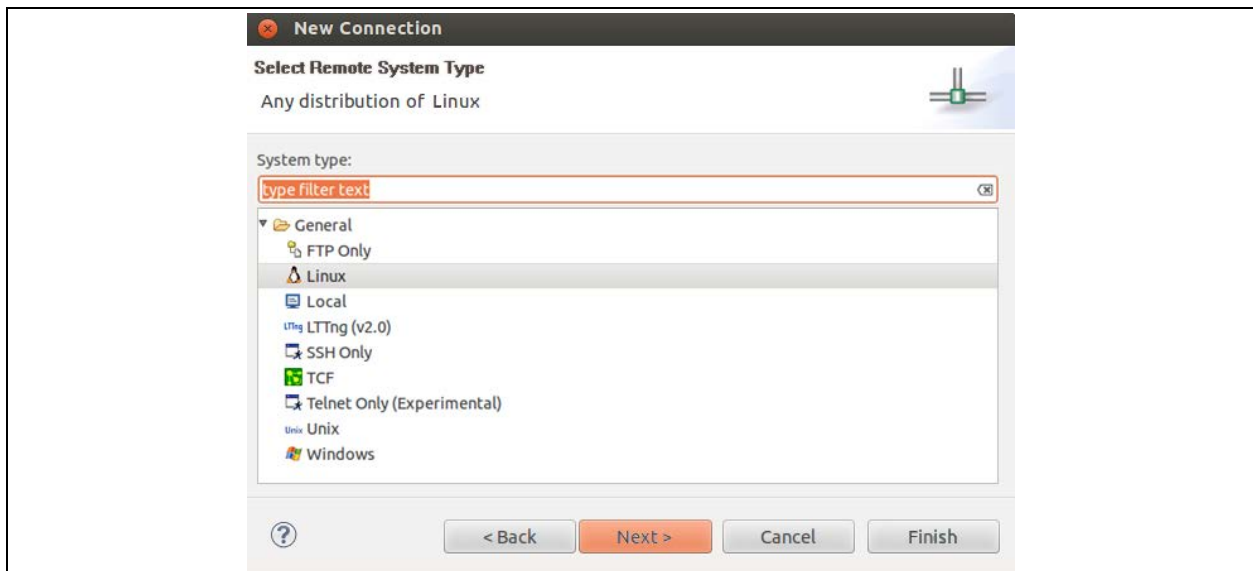 New Connection
Select Remote System Type
Any distribution of Linux
System type:
type filter text
General
FTP Only
Linux
Local
LTTng LTTng (v2.0)
SSH Only
TCF
Telnet Only (Experimental)
Unix Unix
Windows
? < Back Next > Cancel Finish